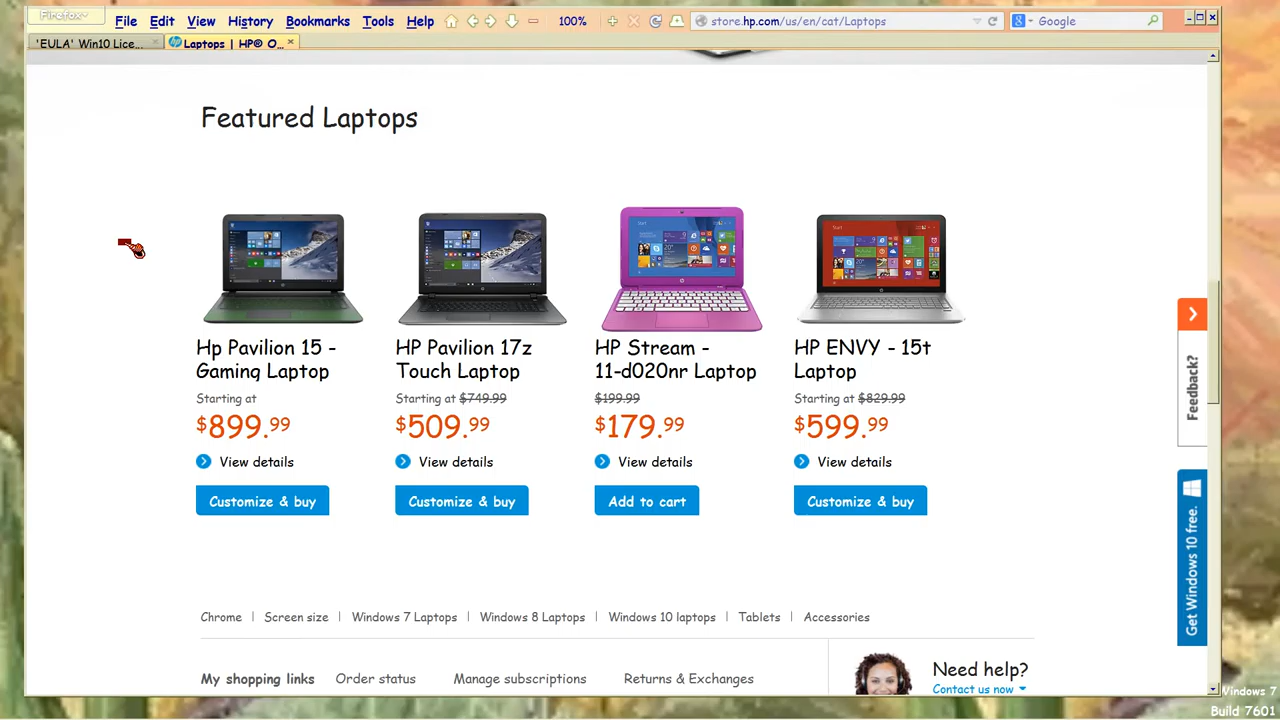 Firefox
File Edit View History Bookmarks Tools Help 100% store.hp.com/us/en/cat/Laptops Google
'EULA' Win10 Lice... Laptops | HP® O...
Featured Laptops
Hp Pavilion 15 -
Gaming Laptop
Starting at
$899.99
View details
Customize & buy
HP Pavilion 17z
Touch Laptop
Starting at $749.99
$509.99
View details
Customize & buy
HP Stream -
11-d020nr Laptop
$199.99
$179.99
View details
Add to cart
HP ENVY - 15t
Laptop
Starting at $829.99
$599.99
View details
Customize & buy
Feedback?
Get Windows 10 free.
Chrome | Screen size | Windows 7 Laptops | Windows 8 Laptops | Windows 10 laptops | Tablets | Accessories
My shopping links Order status Manage subscriptions Returns & Exchanges
Need help?
Contact us now
Windows 7
Build 7601